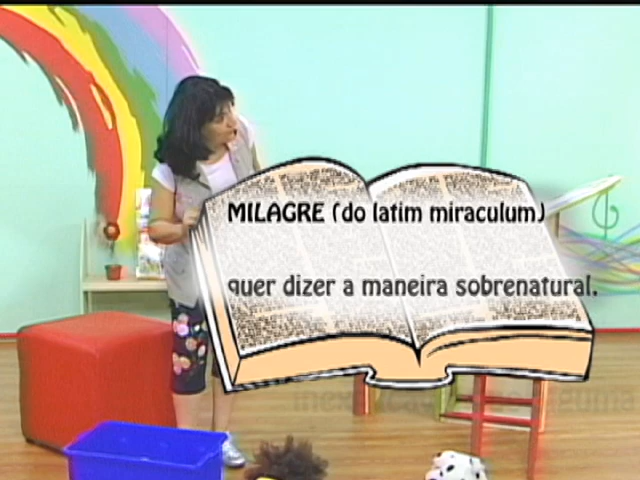 MILAGRE (do latim miraculum)
quer dizer a maneira sobrenatural.